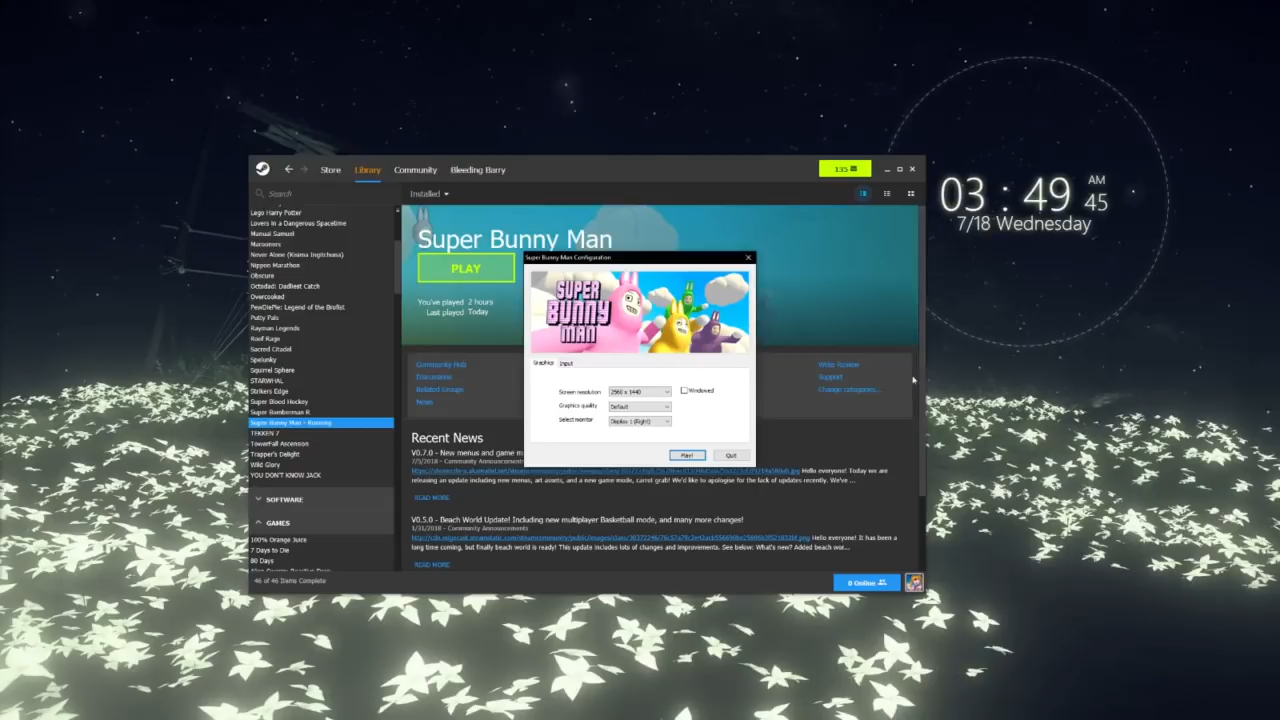 Store
Library
Community
Bleeding Barry
135
Search
Installed
Lego Harry Potter
Lovers in a Dangerous Spacetime
Manual Samuel
Marooners
Never Alone (Kisima Ingitchuna)
Nippon Marathon
Obscure
Octodad: Dadliest Catch
Overcooked
PewDiePie: Legend of the Brofist
Putty Pals
Rayman Legends
Roof Rage
Sacred Citadel
Spelunky
Squirrel Sphere
STARWHAL
Strikers Edge
Super Blood Hockey
Super Bomberman R
Super Bunny Man - Running
TEKKEN 7
TowerFall Ascension
Trapper's Delight
Wild Glory
YOU DON'T KNOW JACK
SOFTWARE
GAMES
100% Orange Juice
7 Days to Die
80 Days
46 of 46 Items Complete
Super Bunny Man
PLAY
You've played 2 hours
Last played Today
Community Hub
Discussions
Related Groups
News
Write Review
Support
Change categories...
Recent News
V0.7.0 - New menus and game m
7/5/2018 - Community Announcements
Hello everyone! Today we are
releasing an update including new menus, art assets, and a new game mode, carrot grab! We'd like to apologise for the lack of updates recently. We've ...
READ MORE
V0.5.0 - Beach World Update! Including new multiplayer Basketball mode, and many more changes!
1/31/2018 - Community Announcements
Hello everyone! It has been a
long time coming, but finally beach world is ready! This update includes lots of changes and improvements. See below: What's new? Added beach wor...
READ MORE
0 Online
Super Bunny Man Configuration
SUPER
BUNNY
MAN
Graphics
Input
Screen resolution
2560 x 1440
Windowed
Graphics quality
Default
Select monitor
Display 1 (Right)
Play!
Quit
03 : 49 AM
45
7/18 Wednesday